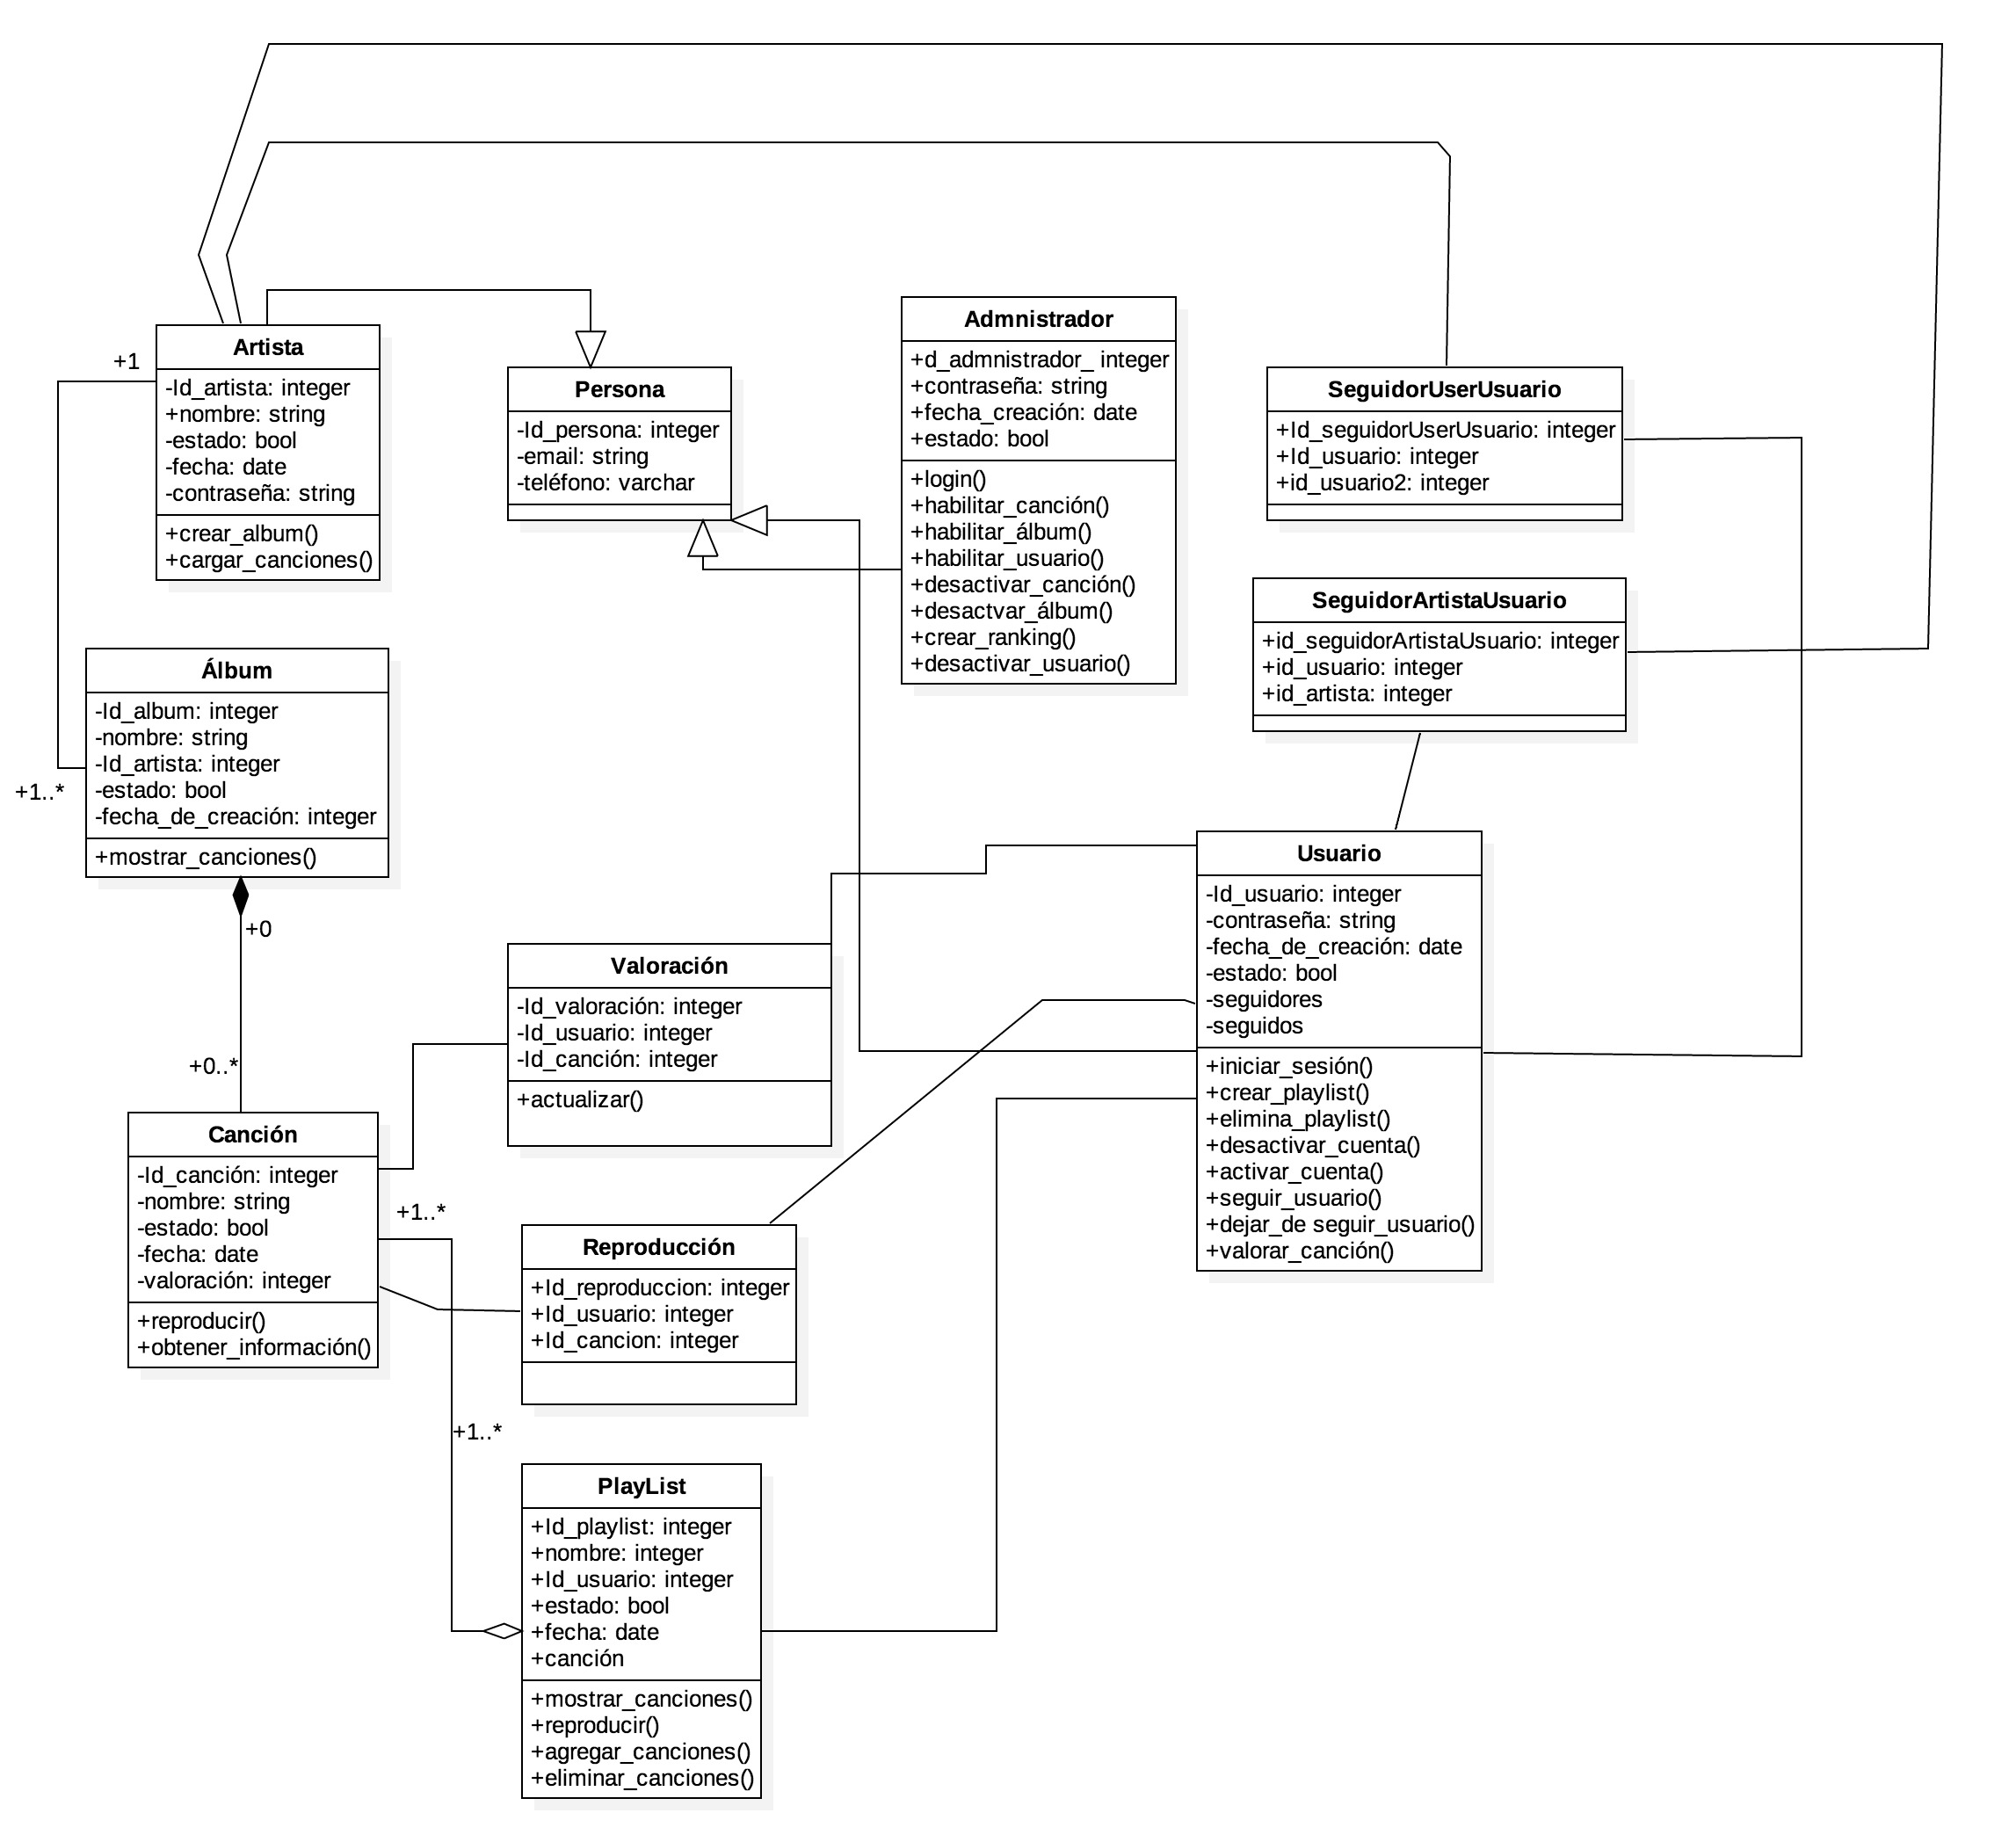 Artista
-Id_artista: integer
+nombre: string
-estado: bool
-fecha: date
-contraseña: string
+crear_album()
+cargar_canciones()
Persona
-Id_persona: integer
-email: string
-teléfono: varchar
Admnistrador
+d_admnistrador_ integer
+contraseña: string
+fecha_creación: date
+estado: bool
+login()
+habilitar_canción()
+habilitar_álbum()
+habilitar_usuario()
+desactivar_canción()
+desactvar_álbum()
+crear_ranking()
+desactivar_usuario()
SeguidorUserUsuario
+Id_seguidorUserUsuario: integer
+Id_usuario: integer
+id_usuario2: integer
SeguidorArtistaUsuario
+id_seguidorArtistaUsuario: integer
+id_usuario: integer
+id_artista: integer
+1
+1..*
Álbum
-Id_album: integer
-nombre: string
-Id_artista: integer
-estado: bool
-fecha_de_creación: integer
+mostrar_canciones()
+0
+0..*
Valoración
-Id_valoración: integer
-Id_usuario: integer
-Id_canción: integer
+actualizar()
Usuario
-Id_usuario: integer
-contraseña: string
-fecha_de_creación: date
-estado: bool
-seguidores
-seguidos
+iniciar_sesión()
+crear_playlist()
+elimina_playlist()
+desactivar_cuenta()
+activar_cuenta()
+seguir_usuario()
+dejar_de seguir_usuario()
+valorar_canción()
Canción
-Id_canción: integer
-nombre: string
-estado: bool
-fecha: date
-valoración: integer
+reproducir()
+obtener_información()
+1..*
Reproducción
+Id_reproduccion: integer
+Id_usuario: integer
+Id_cancion: integer
+1..*
PlayList
+Id_playlist: integer
+nombre: integer
+Id_usuario: integer
+estado: bool
+fecha: date
+canción
+mostrar_canciones()
+reproducir()
+agregar_canciones()
+eliminar_canciones()